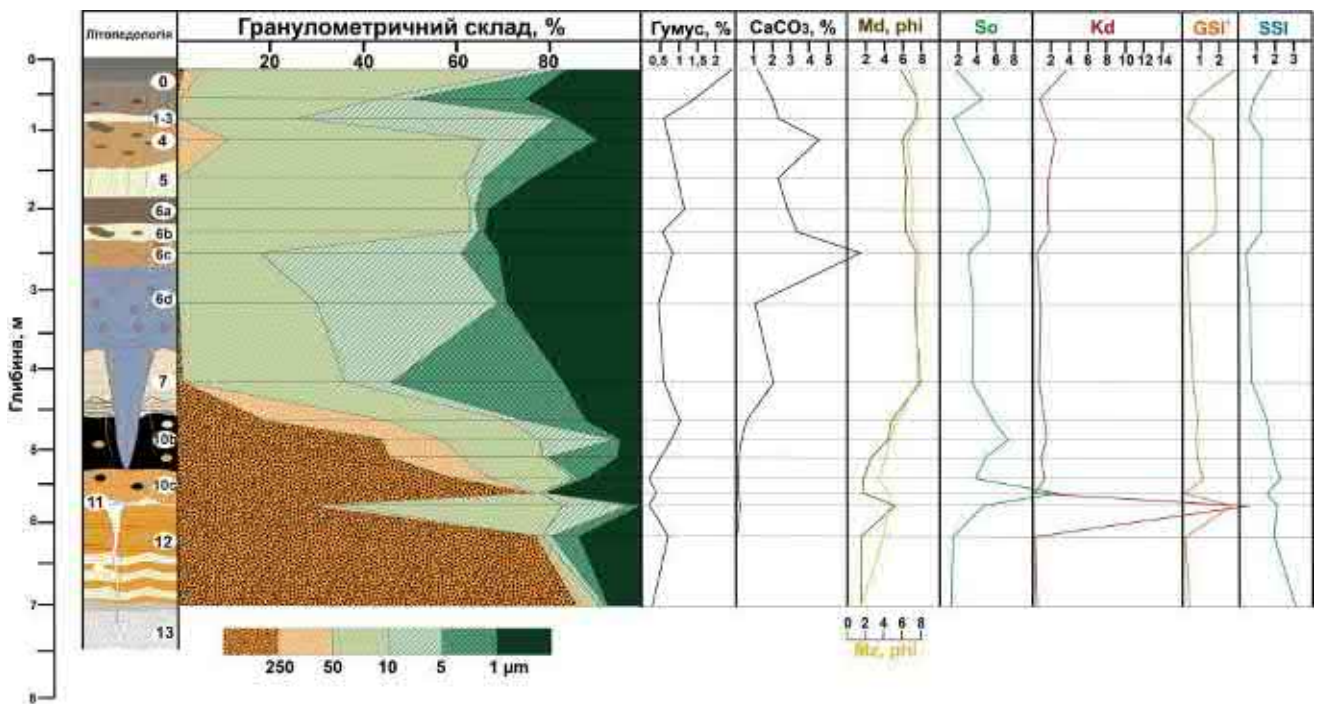 Літопедологія
Гранулометричний склад, %
Гумус, %
CaCO₃, %
Md, phi
So
Kd
GSI'
SSI
20 40 60 80
0,5 1 1,5 2
1 2 3 4 5
2 4 6 8
2 4 6 8
2 4 6 8 10 12 14
1 2
1 2 3
Глибина, м
0
1
2
3
4
5
6
7
8
0
1-3
4
5
6a
6b
6c
6d
7
10b
10c
11
12
13
250 50 10 5 1 µm
0 2 4 6 8
Mz, phi